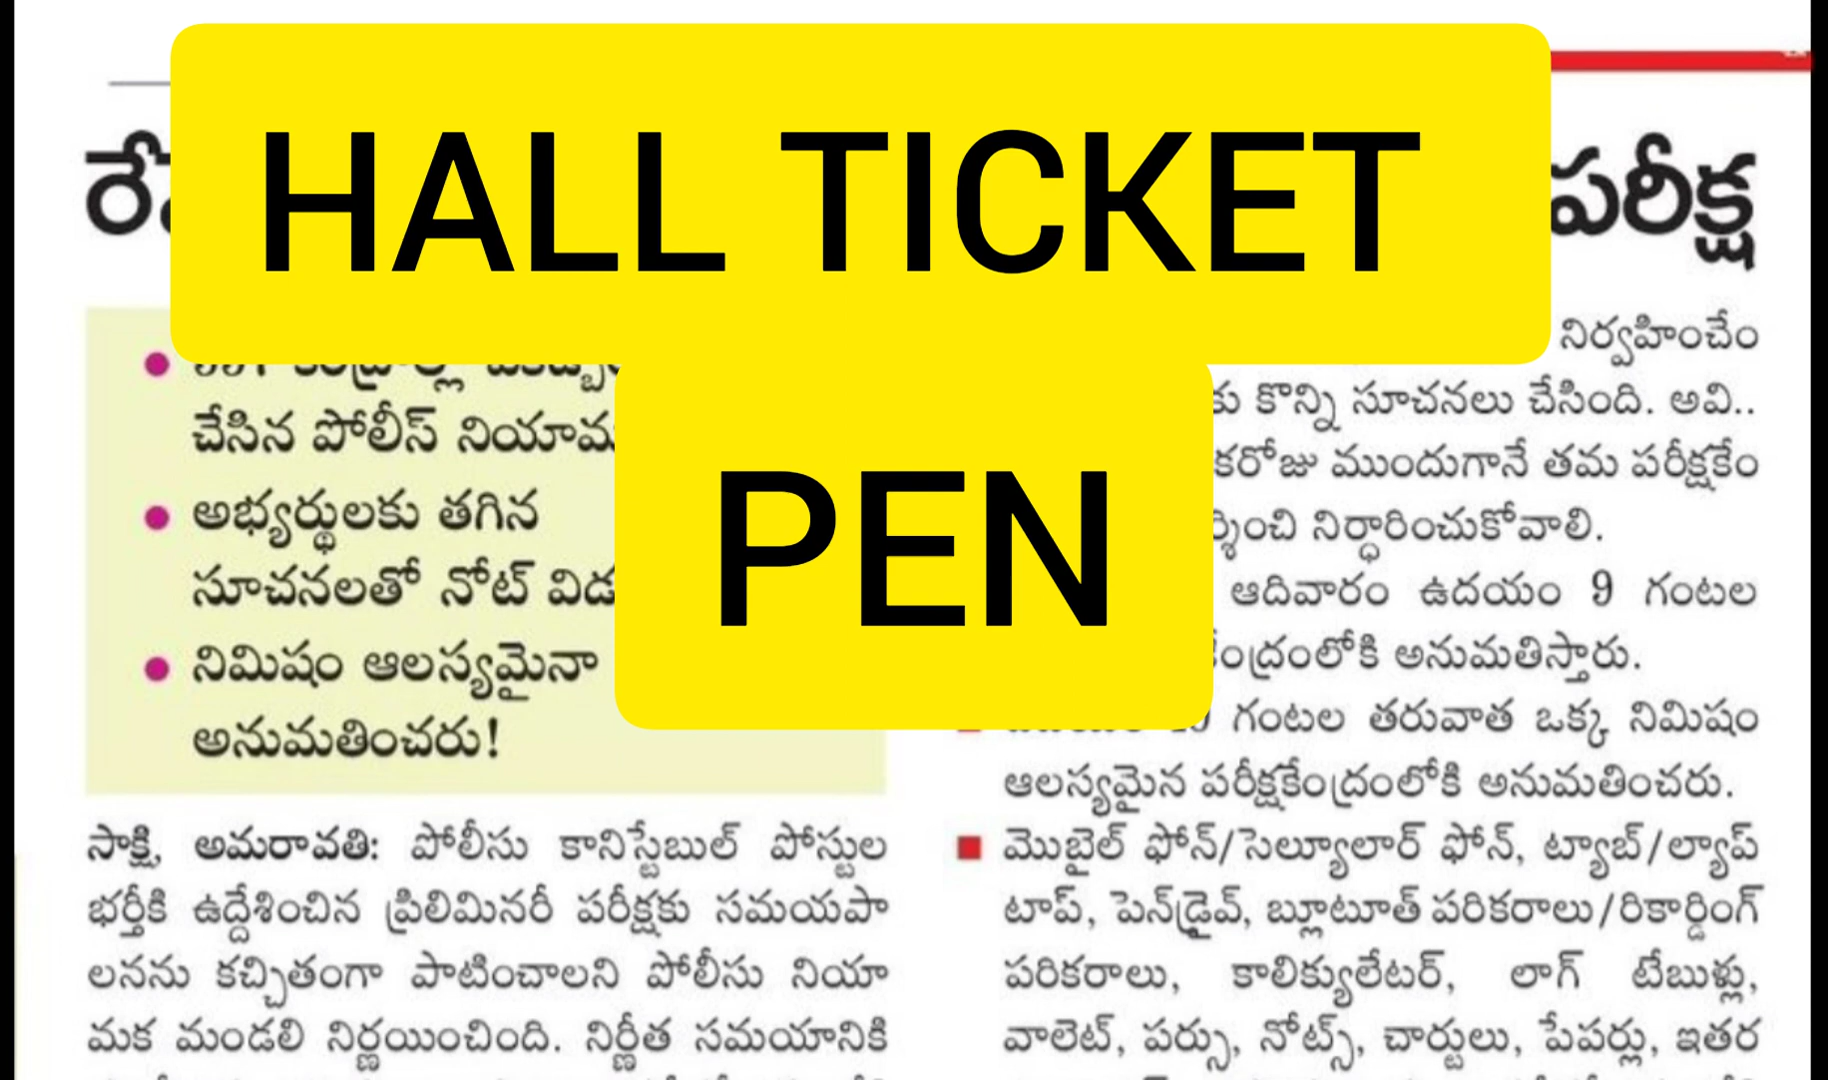 HALL TICKET
PEN
పరీక్ష
చేసిన పోలీస్
అభ్యర్థులకు తగిన
సూచనలతో నోట్
నిమిషం ఆలస్యమైనా
అనుమతించరు!
సాక్షి, అమరావతి: పోలీసు కానిస్టేబుల్ పోస్టుల
భర్తీకి ఉద్దేశించిన ప్రిలిమినరీ పరీక్షకు సమయపా
లనను కచ్చితంగా పాటించాలని పోలీసు నియా
మక మండలి నిర్ణయించింది. నిర్ణీత సమయానికి
నిర్వహించేం
కొన్ని సూచనలు చేసింది. అవి..
ముందుగానే తమ పరీక్షకేం
నిర్ధారించుకోవాలి.
ఆదివారం ఉదయం 9 గంటల
అనుమతిస్తారు.
గంటల తరువాత ఒక్క నిమిషం
ఆలస్యమైన పరీక్షకేంద్రంలోకి అనుమతించరు.
మొబైల్ ఫోన్/సెల్యూలార్ ఫోన్, ట్యాబ్/ల్యాప్
టాప్, పెన్‌డ్రైవ్, బ్లూటూత్ పరికరాలు/రికార్డింగ్
పరికరాలు, కాలిక్యులేటర్, లాగ్ టేబుళ్లు,
వాలెట్, పర్సు, నోట్స్, చార్టులు, పేపర్లు, ఇతర